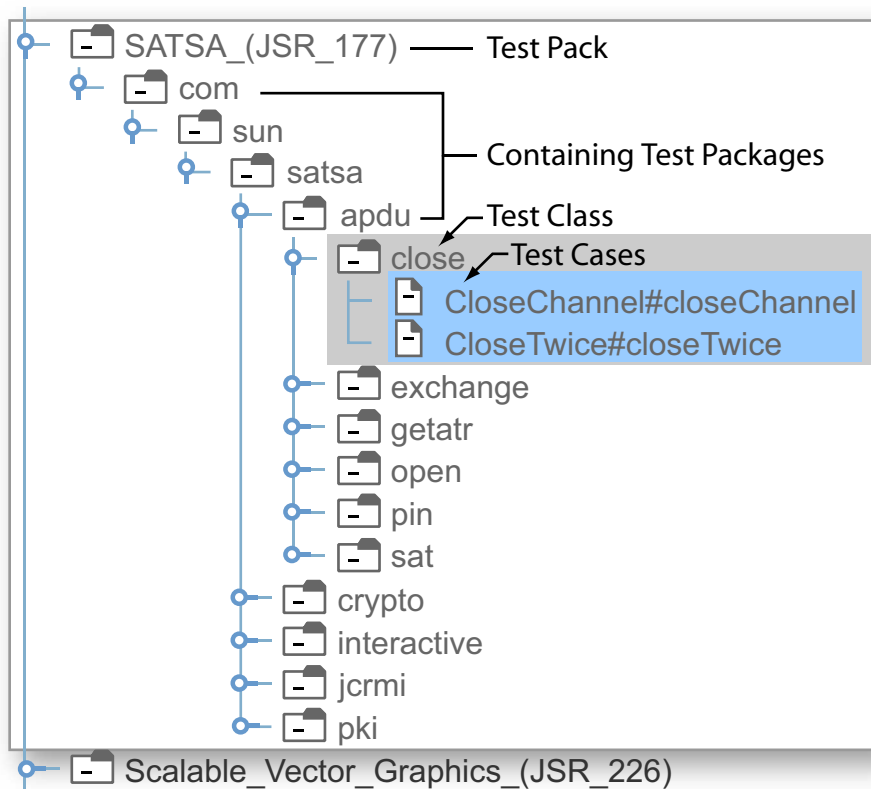 SATSA_(JSR_177) Test Pack
com
sun
Containing Test Packages
satsa
apdu Test Class
close Test Cases
CloseChannel#closeChannel
CloseTwice#closeTwice
exchange
getatr
open
pin
sat
crypto
interactive
jcrmi
pki
Scalable_Vector_Graphics_(JSR_226)